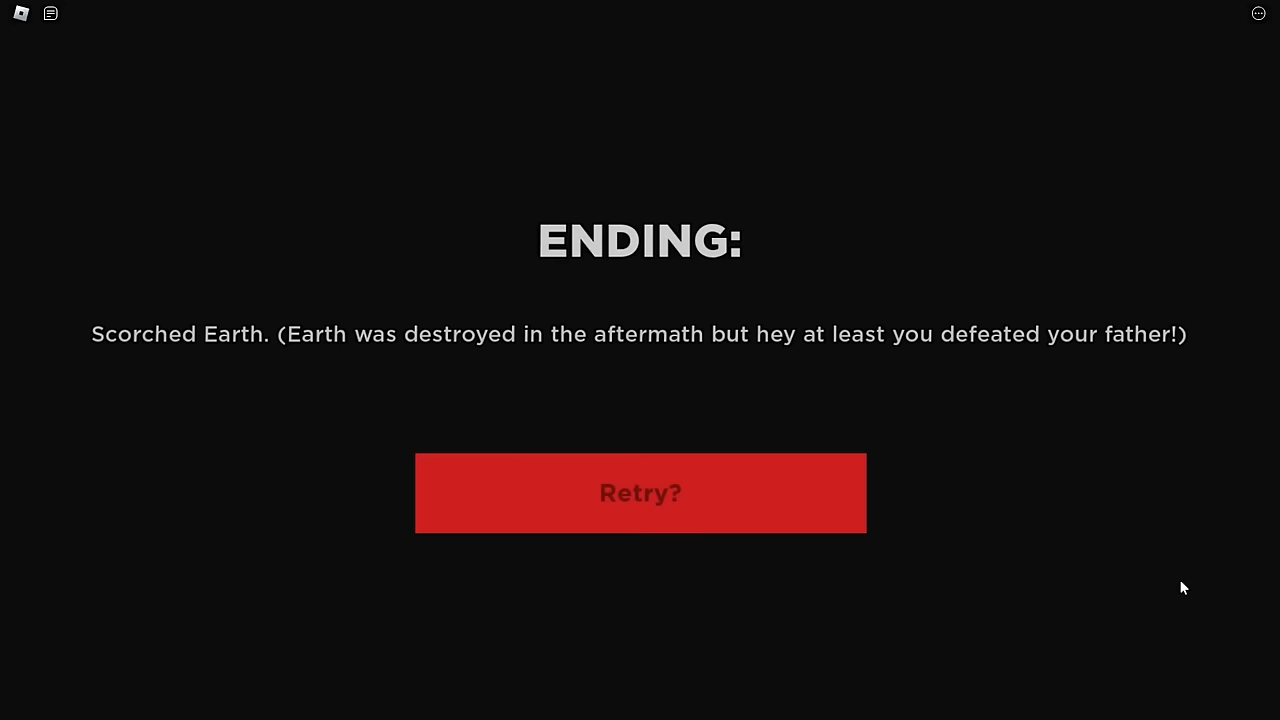 ENDING:
Scorched Earth. (Earth was destroyed in the aftermath but hey at least you defeated your father!)
Retry?